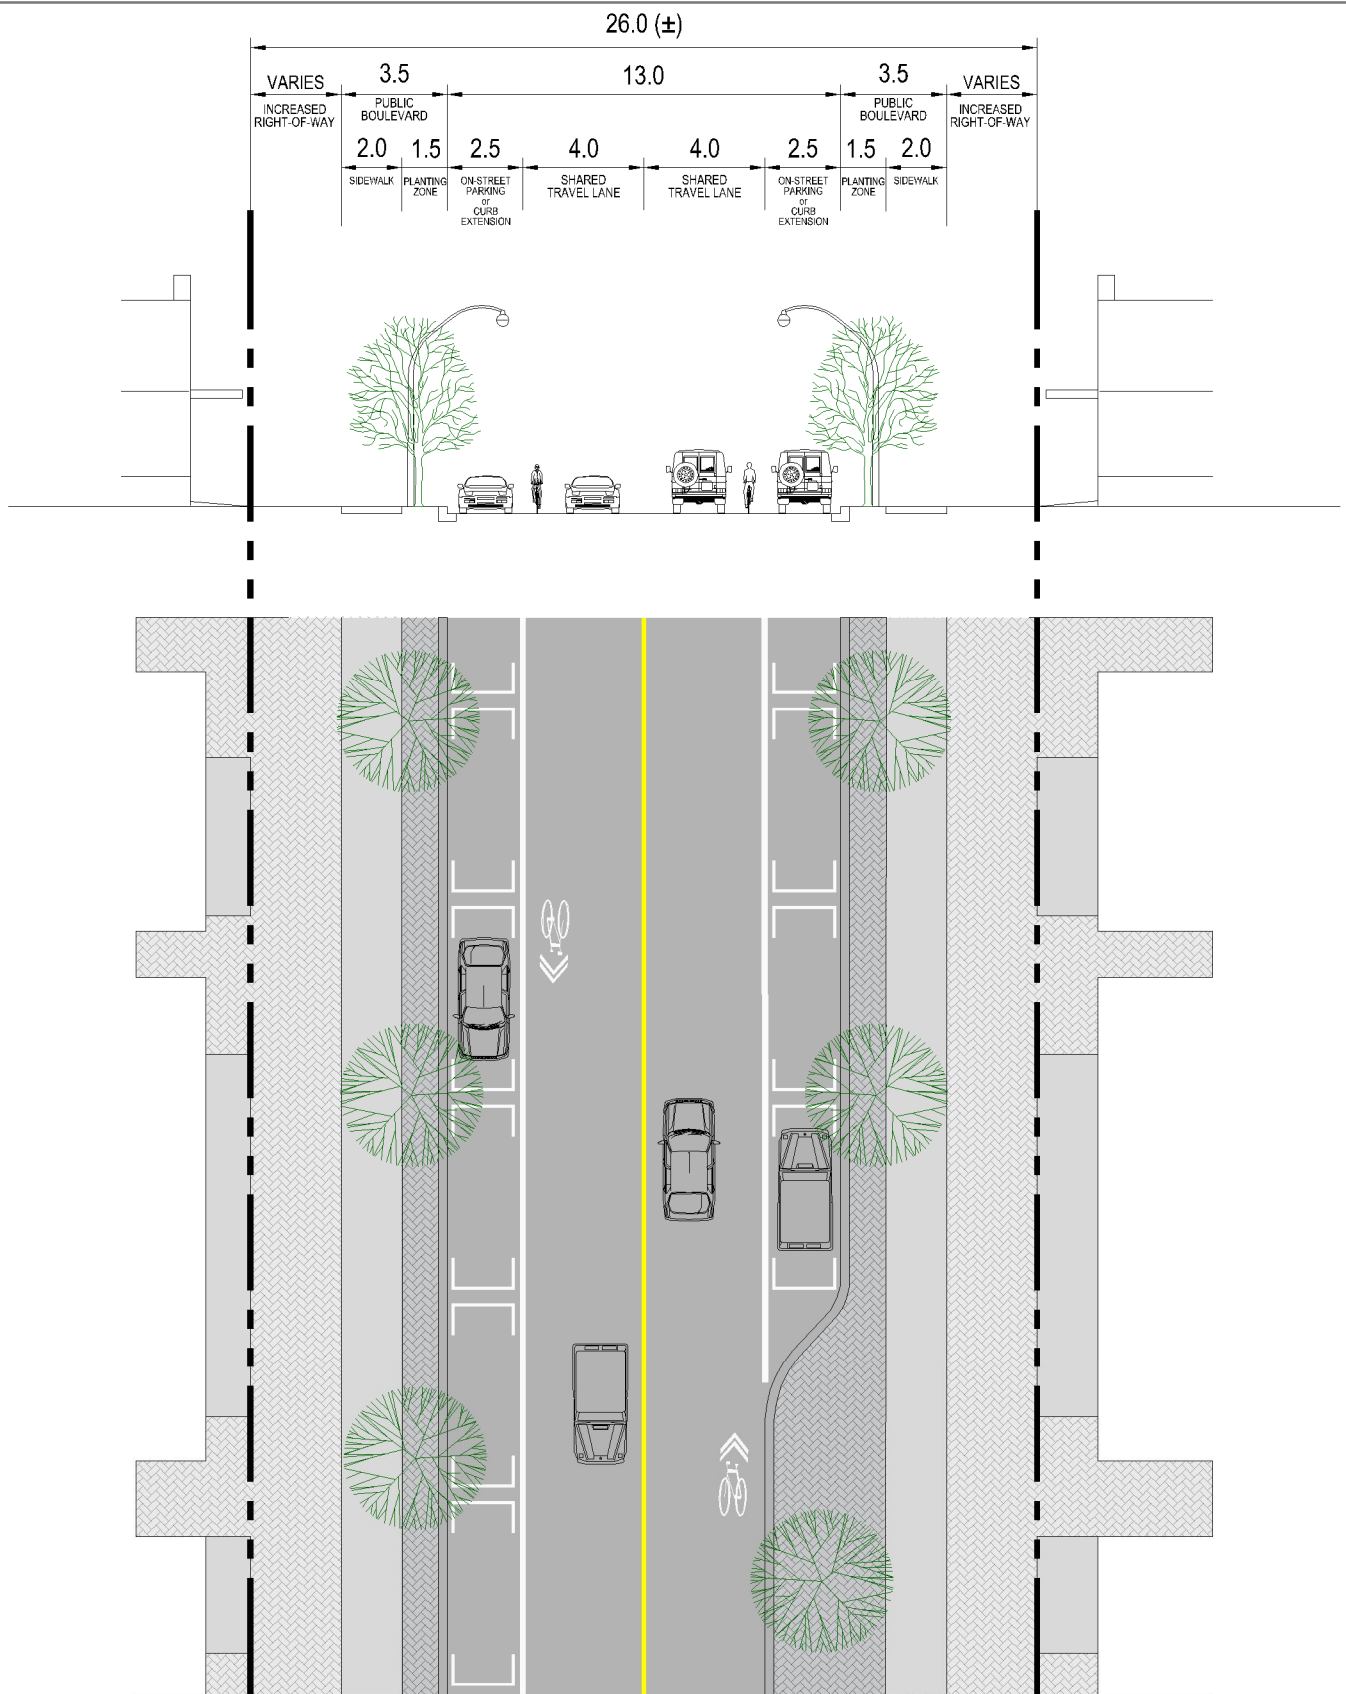 26.0 (±)
VARIES
3.5
13.0
3.5
VARIES
INCREASED
RIGHT-OF-WAY
PUBLIC
BOULEVARD
PUBLIC
BOULEVARD
INCREASED
RIGHT-OF-WAY
2.0
1.5
2.5
4.0
4.0
2.5
1.5
2.0
SIDEWALK
PLANTING
ZONE
ON-STREET
PARKING
or
CURB
EXTENSION
SHARED
TRAVEL LANE
SHARED
TRAVEL LANE
ON-STREET
PARKING
or
CURB
EXTENSION
PLANTING
ZONE
SIDEWALK